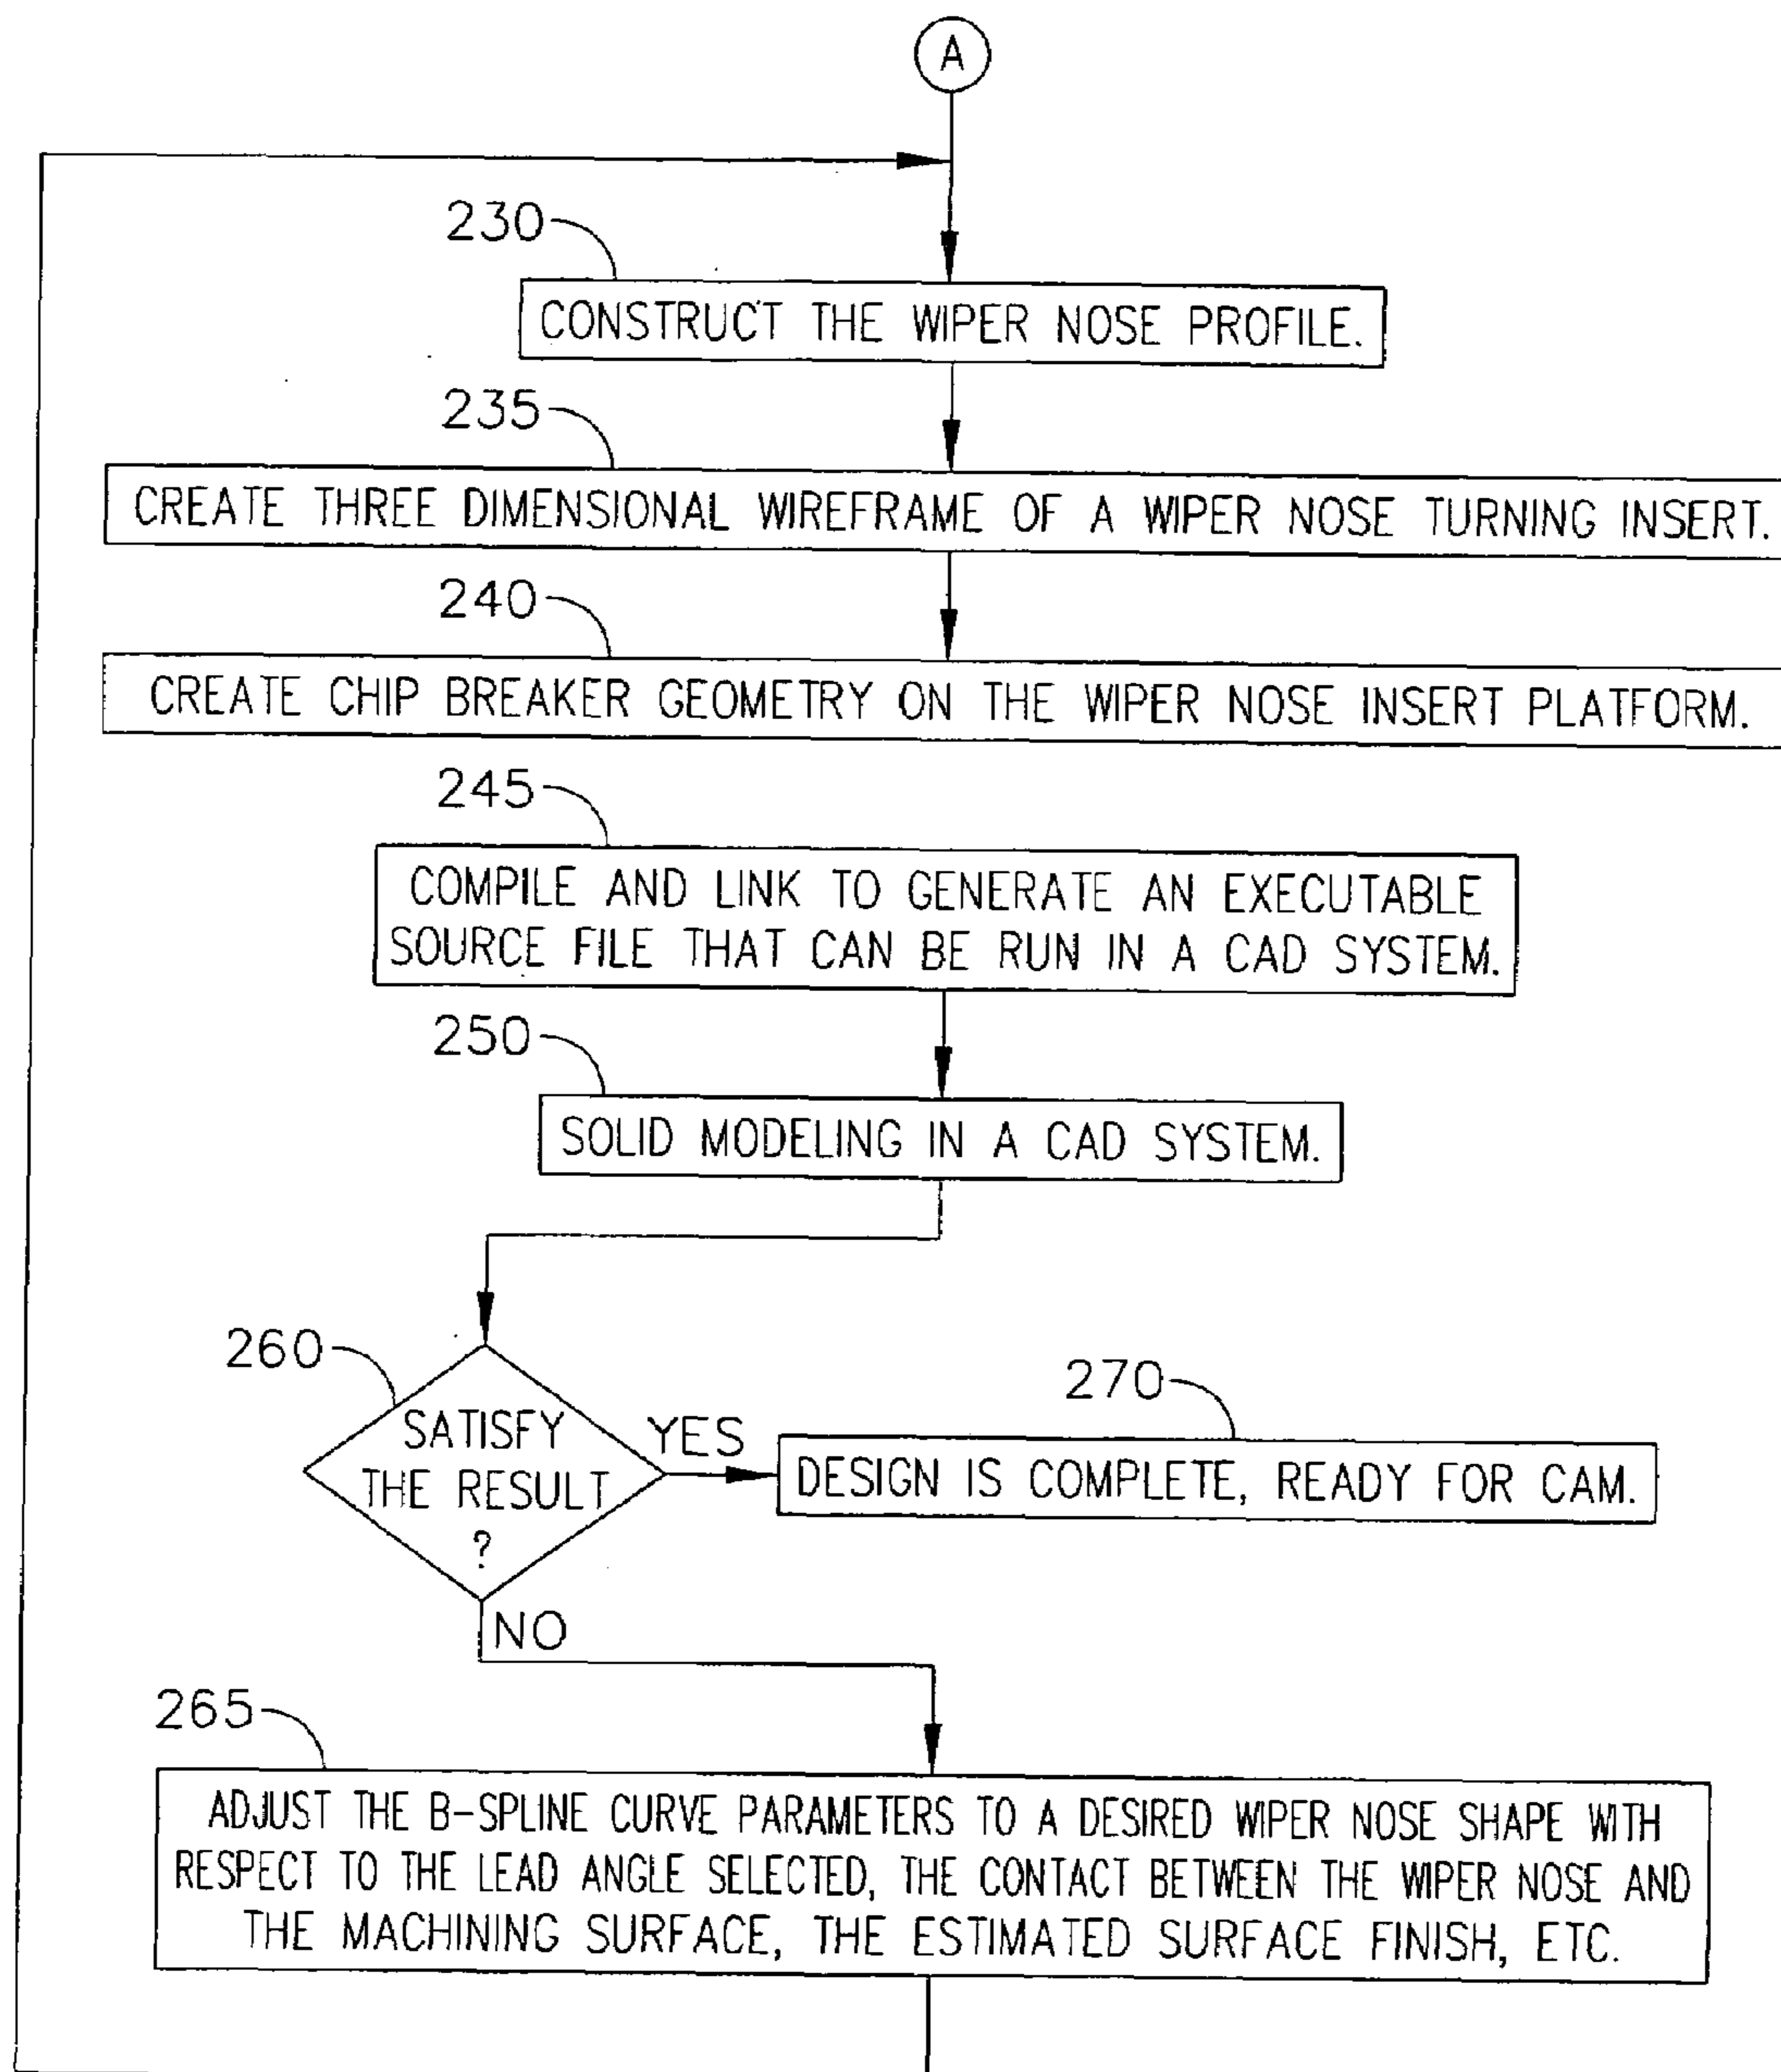 A
230
CONSTRUCT THE WIPER NOSE PROFILE.
235
CREATE THREE DIMENSIONAL WIREFRAME OF A WIPER NOSE TURNING INSERT.
240
CREATE CHIP BREAKER GEOMETRY ON THE WIPER NOSE INSERT PLATFORM.
245
COMPILE AND LINK TO GENERATE AN EXECUTABLE
SOURCE FILE THAT CAN BE RUN IN A CAD SYSTEM.
250
SOLID MODELING IN A CAD SYSTEM.
260
SATISFY
THE RESULT
?
YES
270
DESIGN IS COMPLETE, READY FOR CAM.
NO
265
ADJUST THE B-SPLINE CURVE PARAMETERS TO A DESIRED WIPER NOSE SHAPE WITH
RESPECT TO THE LEAD ANGLE SELECTED, THE CONTACT BETWEEN THE WIPER NOSE AND
THE MACHINING SURFACE, THE ESTIMATED SURFACE FINISH, ETC.